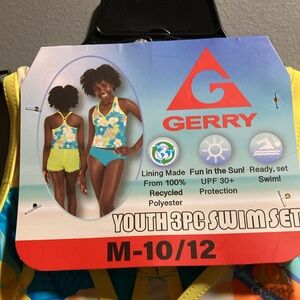 GERRY
Lining Made
From 100%
Recycled
Polyester
Fun in the Sun!
UPF 30+
Protection
Ready, set
Swim!
YOUTH 3PC SWIM SET
M-10/12